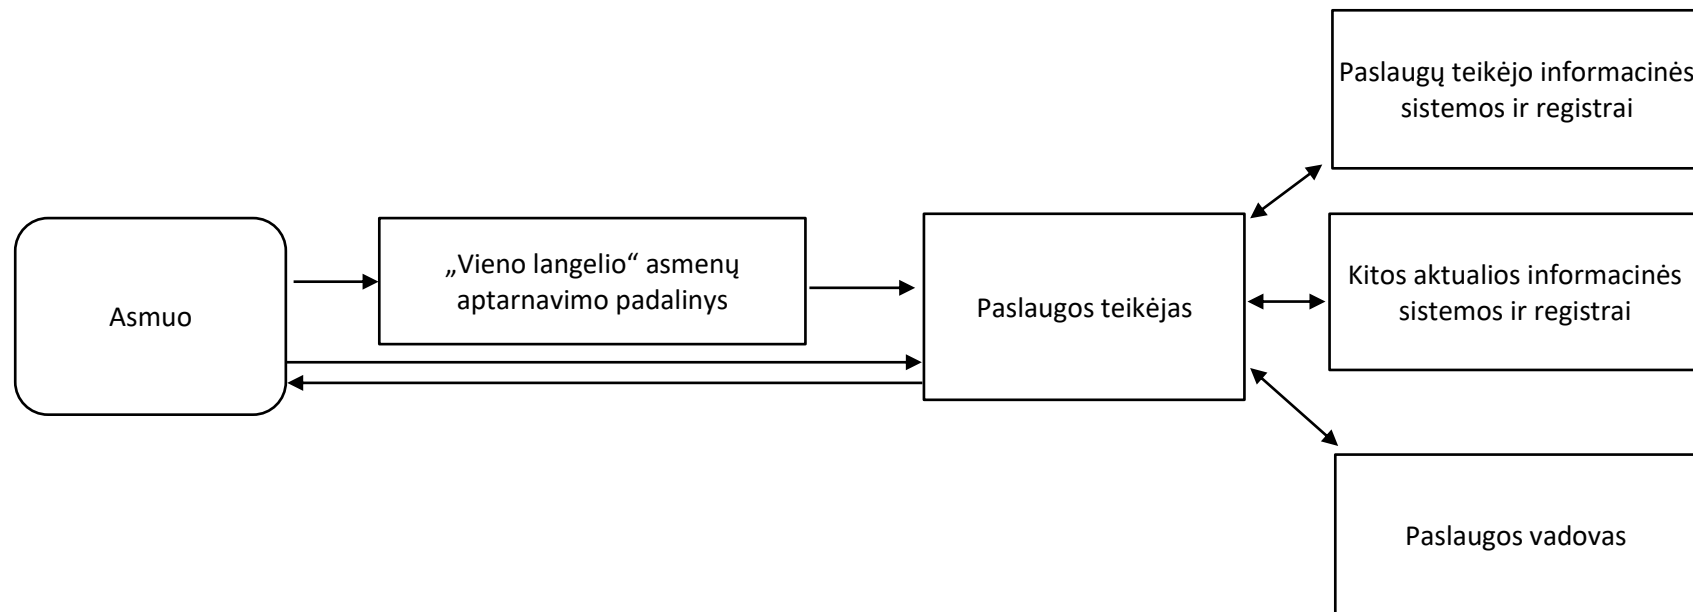 Paslaugų teikėjo informacinės
sistemos ir registrai
„Vieno langelio“ asmenų
aptarnavimo padalinys
Asmuo
Paslaugos teikėjas
Kitos aktualios informacinės
sistemos ir registrai
Paslaugos vadovas